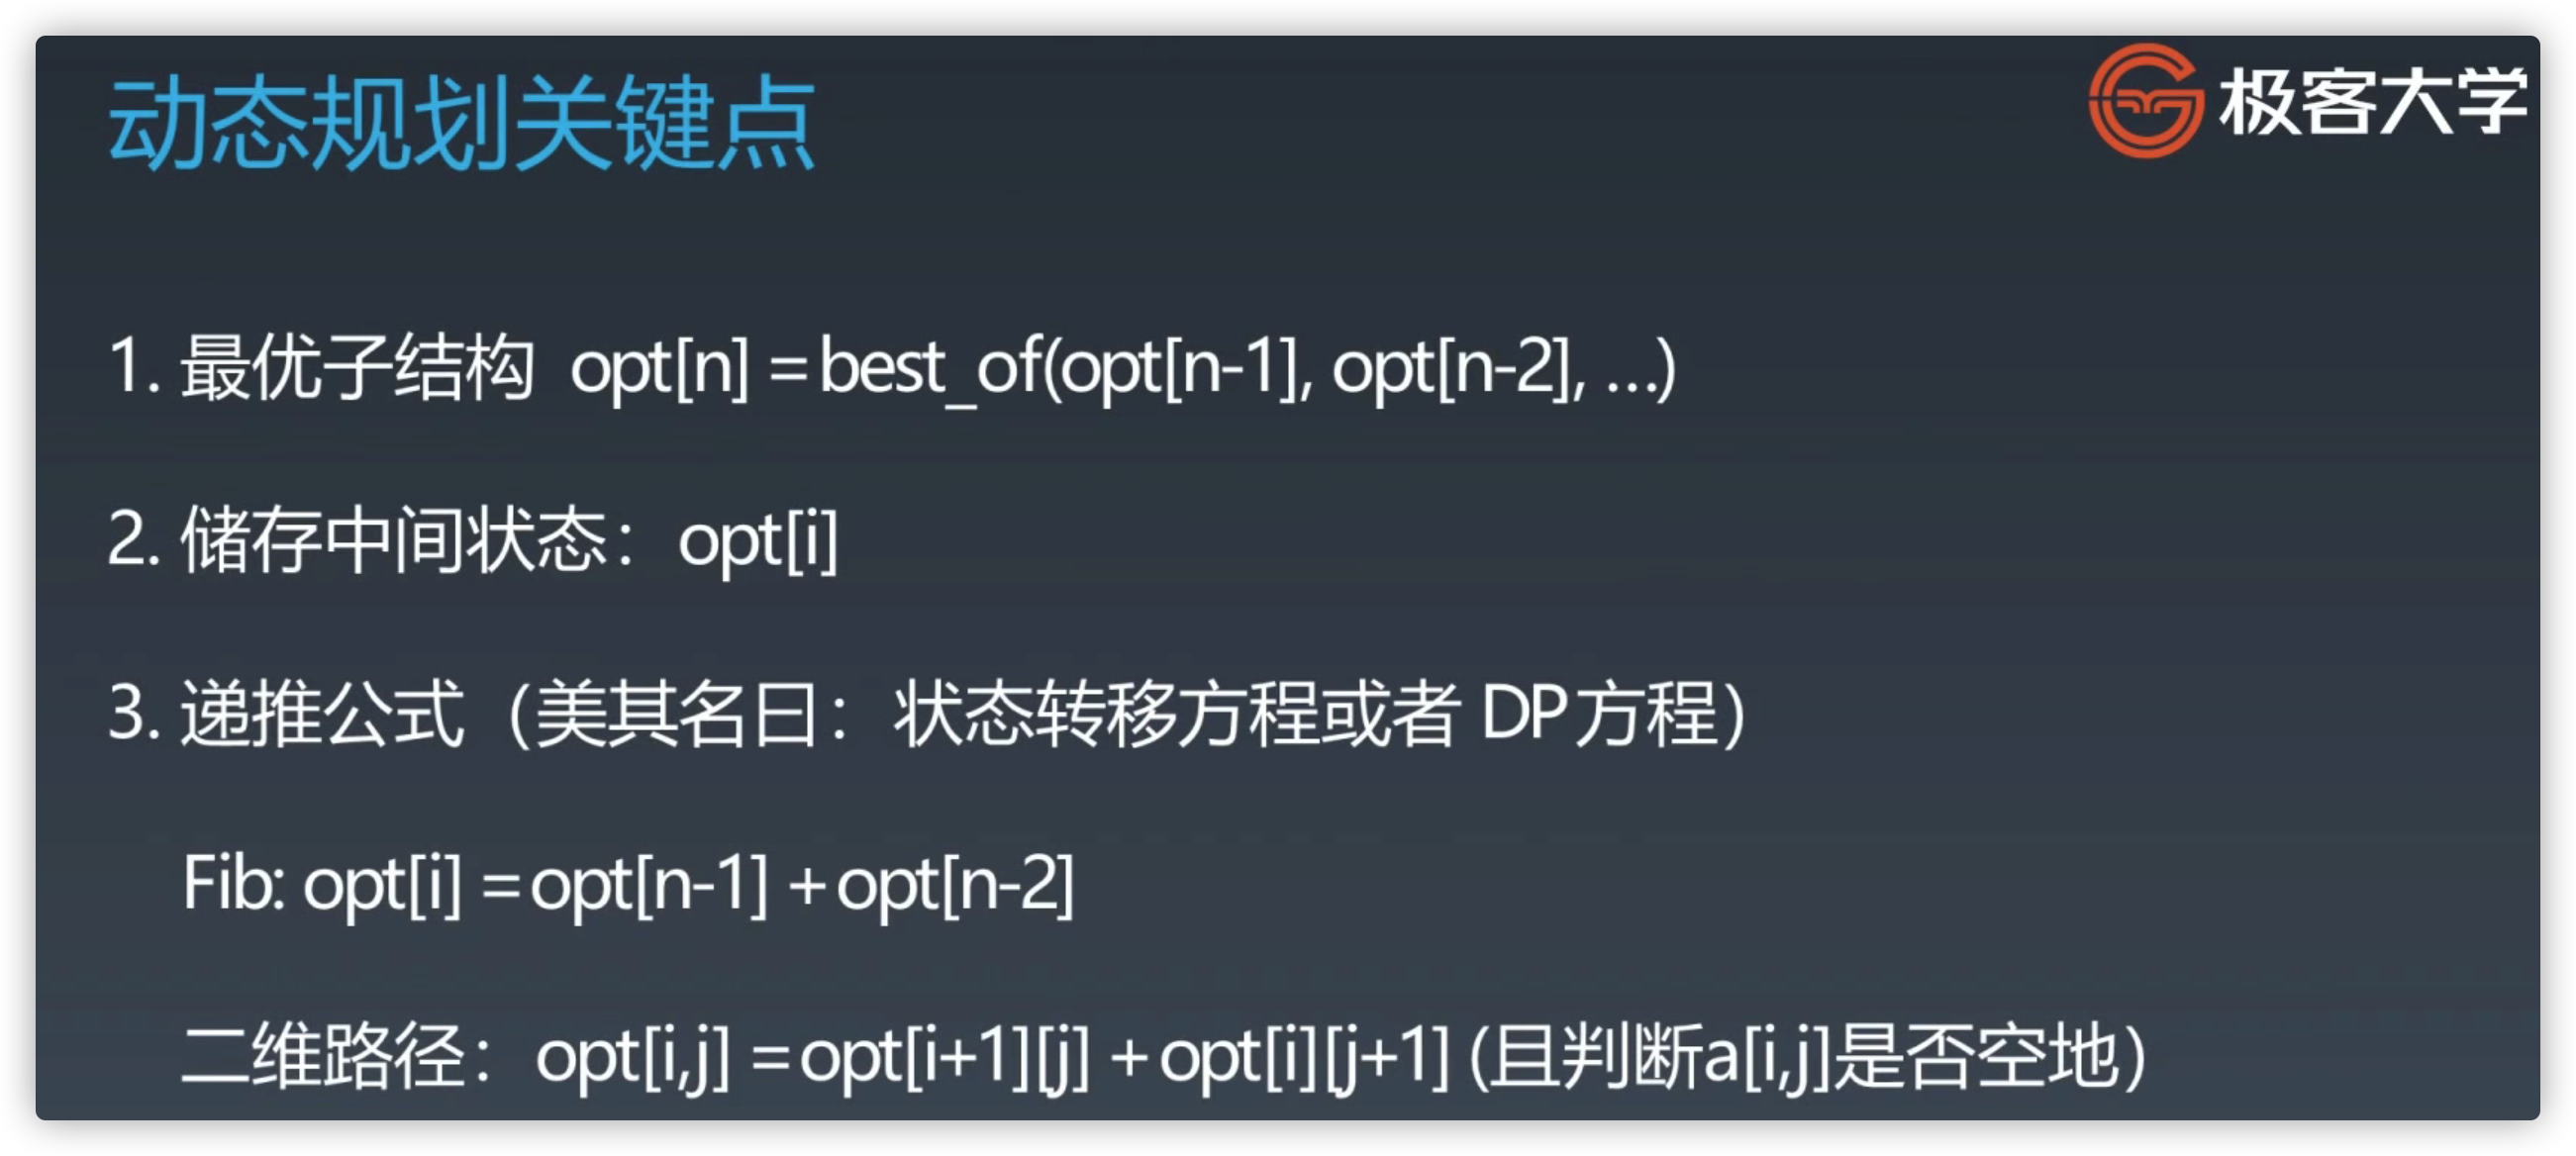 动态规划关键点
极客大学
1. 最优子结构 opt[n] = best_of(opt[n-1], opt[n-2], …)
2. 储存中间状态：opt[i]
3. 递推公式（美其名曰：状态转移方程或者 DP方程）
Fib: opt[i] = opt[n-1] + opt[n-2]
二维路径：opt[i,j] = opt[i+1][j] + opt[i][j+1] (且判断a[i,j]是否空地）